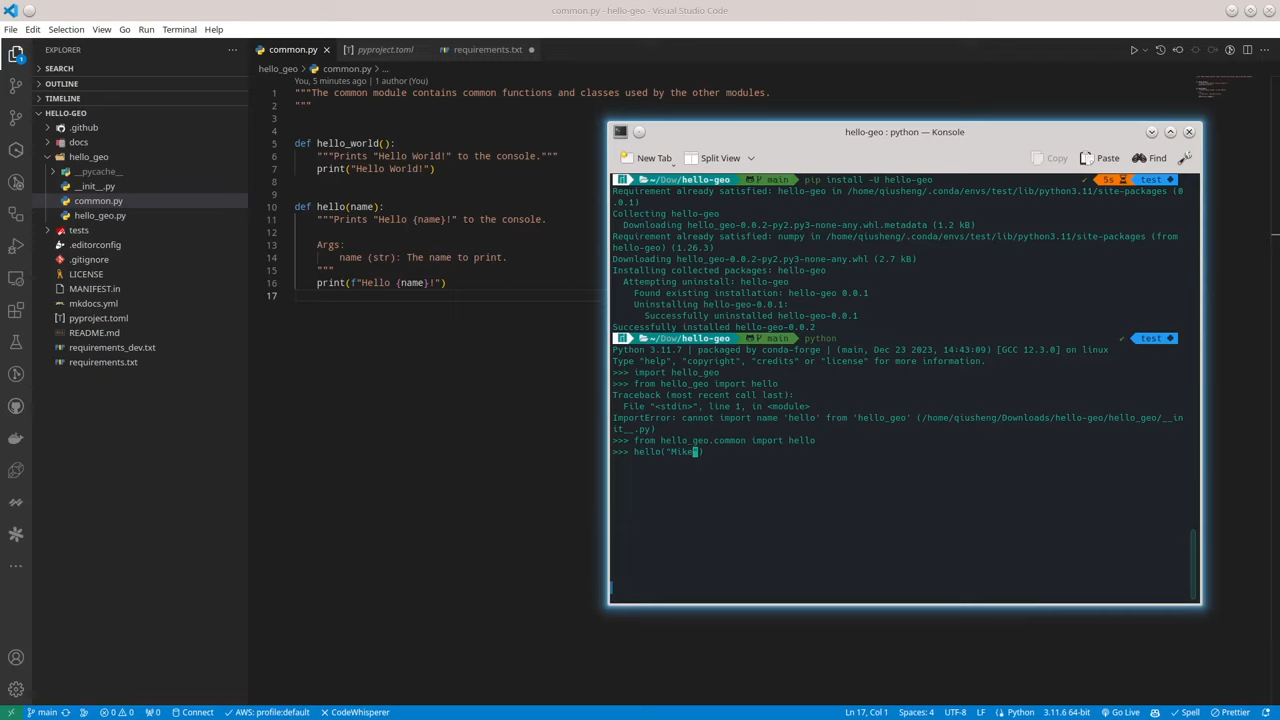 common.py - hello-geo - Visual Studio Code
File Edit Selection View Go Run Terminal Help
EXPLORER
SEARCH
OUTLINE
TIMELINE
HELLO-GEO
.github
docs
hello_geo
__pycache__
__init__.py
common.py
hello_geo.py
tests
.editorconfig
.gitignore
LICENSE
MANIFEST.in
mkdocs.yml
pyproject.toml
README.md
requirements_dev.txt
requirements.txt
common.py pyproject.toml requirements.txt
hello_geo > common.py ...
You, 5 minutes ago | 1 author (You)
1 """The common module contains common functions and classes used by the other modules.
2 """
3
4
5 def hello_world():
6 """Prints "Hello World!" to the console."""
7 print("Hello World!")
8
9
10 def hello(name):
11 """Prints "Hello {name}!" to the console.
12
13 Args:
14 name (str): The name to print.
15 """
16 print(f"Hello {name}!")
17
hello-geo : python — Konsole
New Tab Split View Copy Paste Find
~/Dow/hello-geo main pip install -U hello-geo ✓ 5s test
Requirement already satisfied: hello-geo in /home/qiusheng/.conda/envs/test/lib/python3.11/site-packages (0
.0.1)
Collecting hello-geo
Downloading hello_geo-0.0.2-py2.py3-none-any.whl.metadata (1.2 kB)
Requirement already satisfied: numpy in /home/qiusheng/.conda/envs/test/lib/python3.11/site-packages (from
hello-geo) (1.26.3)
Downloading hello_geo-0.0.2-py2.py3-none-any.whl (2.7 kB)
Installing collected packages: hello-geo
Attempting uninstall: hello-geo
Found existing installation: hello-geo 0.0.1
Uninstalling hello-geo-0.0.1:
Successfully uninstalled hello-geo-0.0.1
Successfully installed hello-geo-0.0.2
~/Dow/hello-geo main python ✓ test
Python 3.11.7 | packaged by conda-forge | (main, Dec 23 2023, 14:43:09) [GCC 12.3.0] on linux
Type "help", "copyright", "credits" or "license" for more information.
>>> import hello_geo
>>> from hello_geo import hello
Traceback (most recent call last):
File "<stdin>", line 1, in <module>
ImportError: cannot import name 'hello' from 'hello_geo' (/home/qiusheng/Downloads/hello-geo/hello_geo/__in
it__.py)
>>> from hello_geo.common import hello
>>> hello("Mike")
main 0 0 0 Connect AWS: profile:default CodeWhisperer Ln 17, Col 1 Spaces: 4 UTF-8 LF Python 3.11.6 64-bit Go Live Spell Prettier